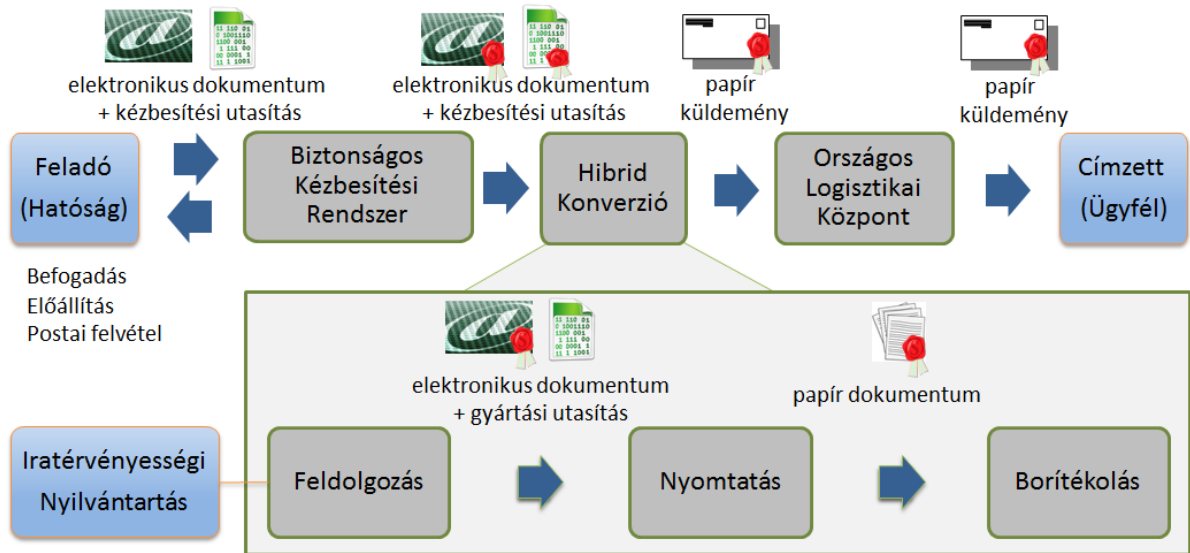 elektronikus dokumentum
+ kézbesítési utasítás
elektronikus dokumentum
+ kézbesítési utasítás
papír
küldemény
papír
küldemény
Feladó
(Hatóság)
Biztonságos
Kézbesítési
Rendszer
Hibrid
Konverzió
Országos
Logisztikai
Központ
Címzett
(Ügyfél)
Befogadás
Előállítás
Postai felvétel
elektronikus dokumentum
+ gyártási utasítás
papír dokumentum
Iratérvényességi
Nyilvántartás
Feldolgozás
Nyomtatás
Borítékolás